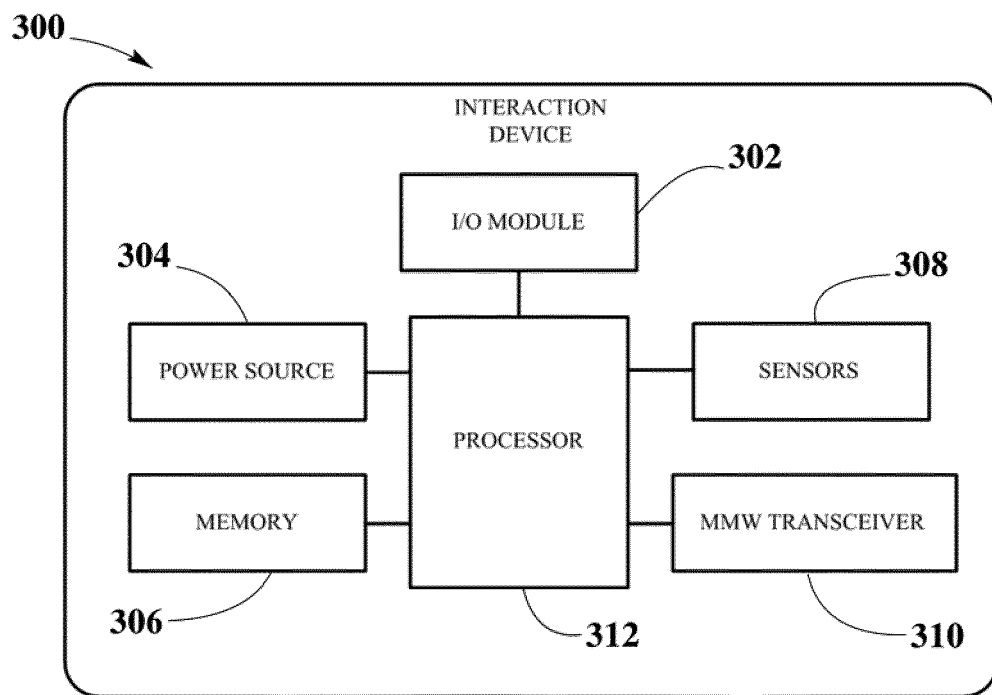 300
INTERACTION
DEVICE
302
I/O MODULE
304
308
POWER SOURCE
SENSORS
PROCESSOR
MEMORY
MMW TRANSCEIVER
306
312
310